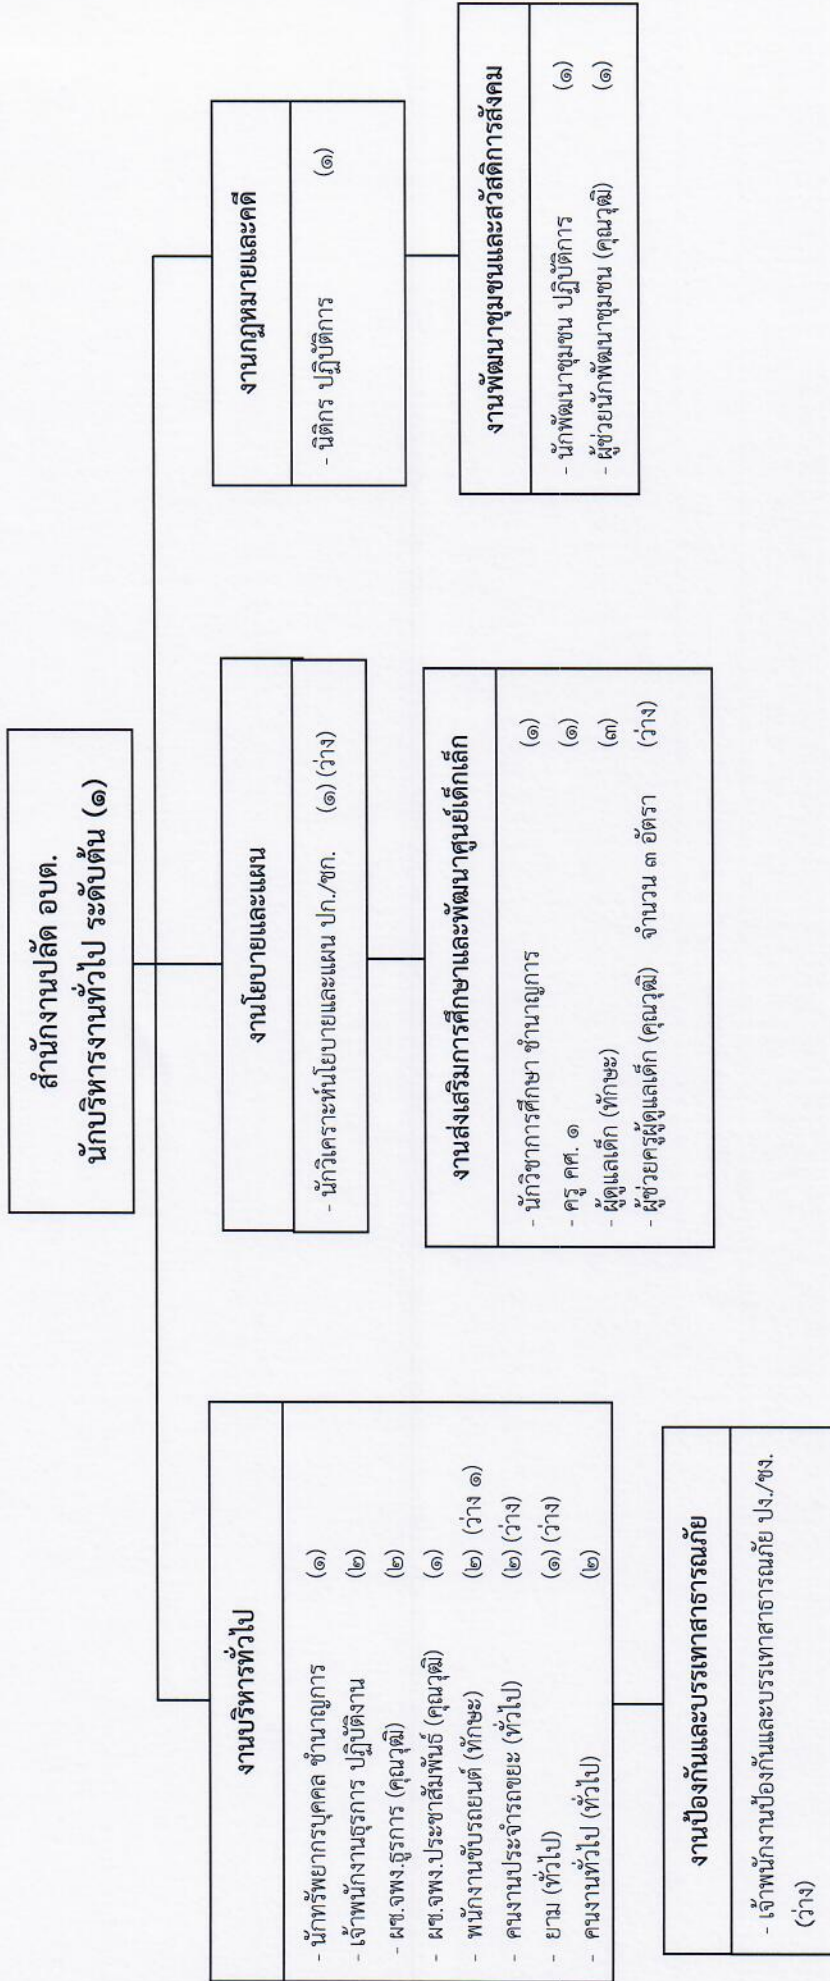 สำนักงานปลัด อบต.
นักบริหารงานทั่วไป ระดับต้น (๑)
งานบริหารทั่วไป
- นักทรัพยากรบุคคล ชำนาญการ (๑)
- เจ้าพนักงานธุรการ ปฏิบัติงาน (๒)
- ผช.จพง.ธุรการ (คุณวุฒิ) (๒)
- ผช.จพง.ประชาสัมพันธ์ (คุณวุฒิ) (๑)
- พนักงานขับรถยนต์ (ทักษะ) (๒) (ว่าง ๑)
- คนงานประจำรถขยะ (ทั่วไป) (๒) (ว่าง)
- ยาม (ทั่วไป) (๑) (ว่าง)
- คนงานทั่วไป (ทั่วไป) (๒)
งานป้องกันและบรรเทาสาธารณภัย
- เจ้าพนักงานป้องกันและบรรเทาสาธารณภัย ปง./ชง.
(ว่าง)
งานนโยบายและแผน
- นักวิเคราะห์นโยบายและแผน ปก./ชก. (๑) (ว่าง)
งานส่งเสริมการศึกษาและพัฒนาศูนย์เด็กเล็ก
- นักวิชาการศึกษา ชำนาญการ (๑)
- ครู คศ. ๑ (๑)
- ผู้ดูแลเด็ก (ทักษะ) (๓)
- ผู้ช่วยครูผู้ดูแลเด็ก (คุณวุฒิ) จำนวน ๓ อัตรา (ว่าง)
งานกฎหมายและคดี
- นิติกร ปฏิบัติการ (๑)
งานพัฒนาชุมชนและสวัสดิการสังคม
- นักพัฒนาชุมชน ปฏิบัติการ (๑)
- ผู้ช่วยนักพัฒนาชุมชน (คุณวุฒิ) (๑)